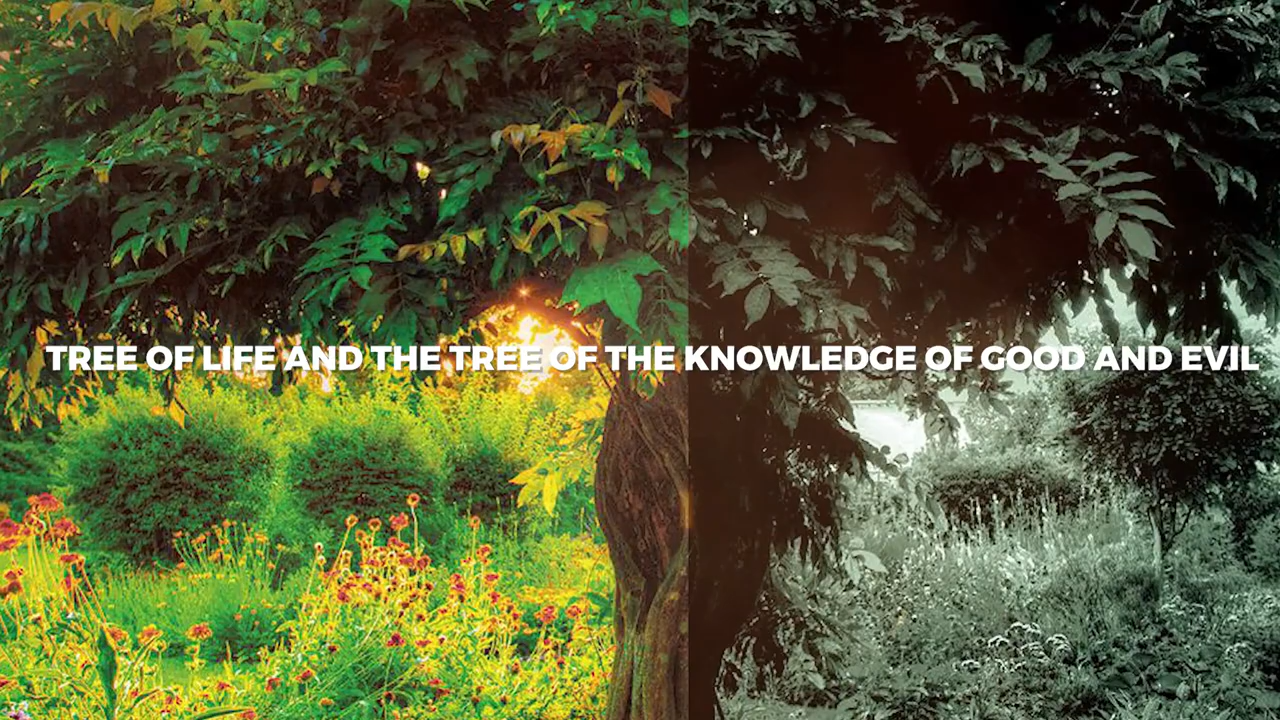 TREE OF LIFE AND THE TREE OF THE KNOWLEDGE OF GOOD AND EVIL